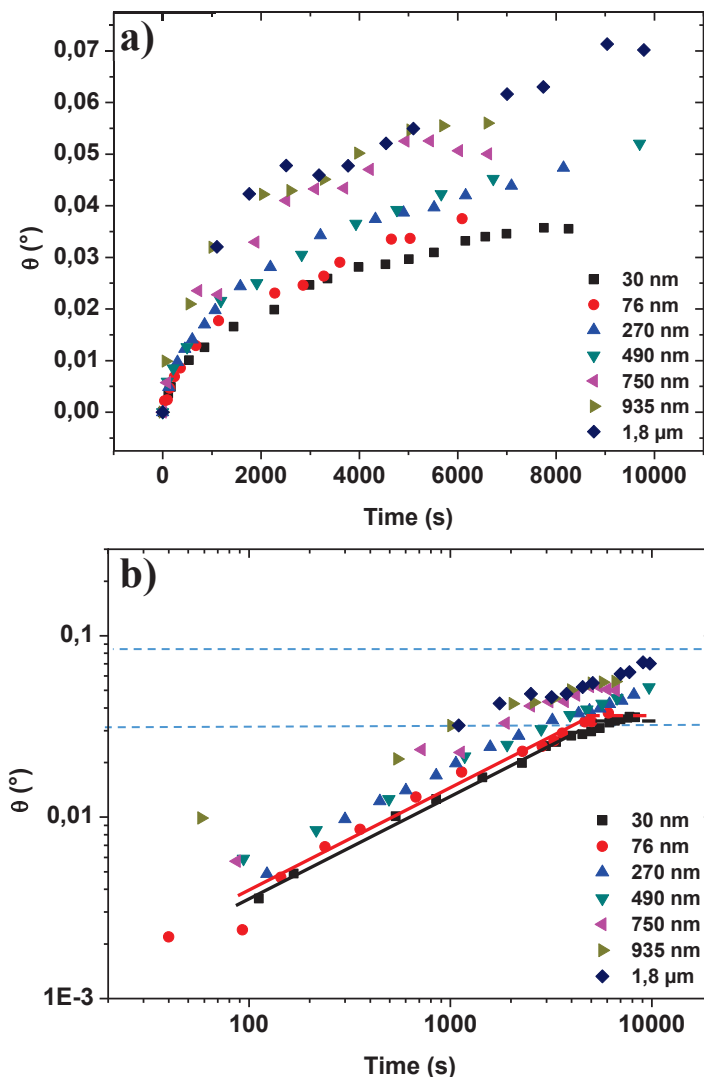 a)
0,07
0,06
0,05
0,04
0,03
0,02
0,01
0,00
θ (°)
30 nm
76 nm
270 nm
490 nm
750 nm
935 nm
1,8 µm
0 2000 4000 6000 8000 10000
Time (s)
b)
0,1
0,01
1E-3
θ (°)
30 nm
76 nm
270 nm
490 nm
750 nm
935 nm
1,8 µm
100 1000 10000
Time (s)